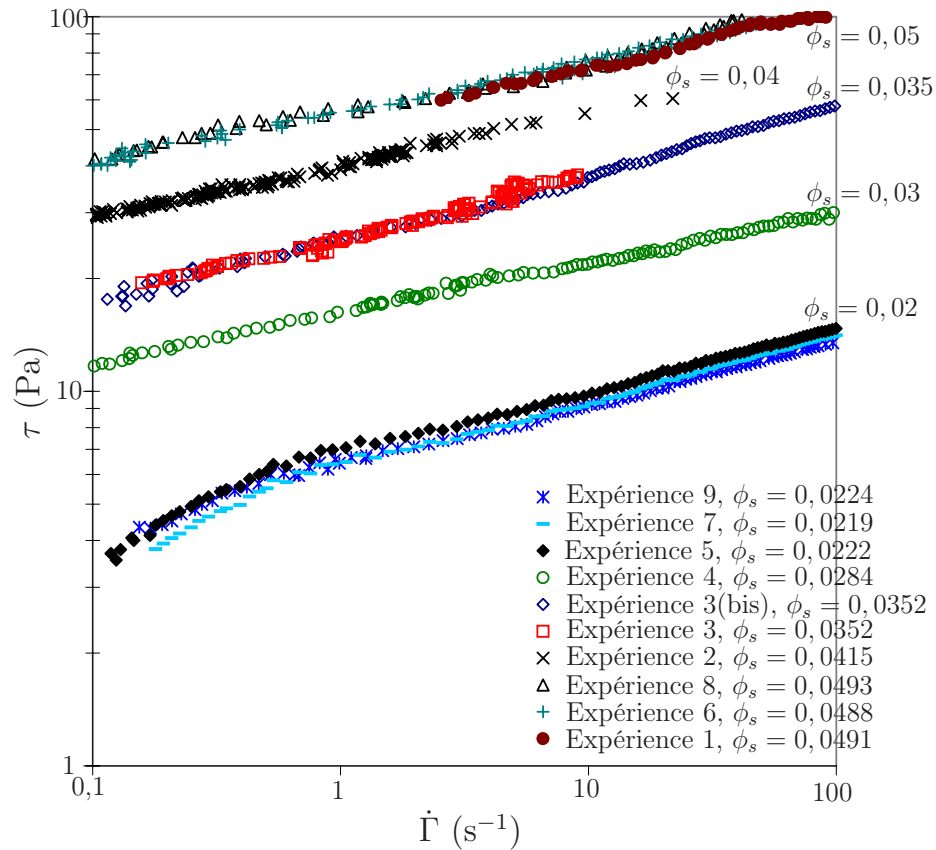 100
ϕₛ = 0, 05
ϕₛ = 0, 04
ϕₛ = 0, 035
ϕₛ = 0, 03
ϕₛ = 0, 02
τ (Pa)
10
Expérience 9, ϕₛ = 0,0224
Expérience 7, ϕₛ = 0,0219
Expérience 5, ϕₛ = 0,0222
Expérience 4, ϕₛ = 0,0284
Expérience 3(bis), ϕₛ = 0,0352
Expérience 3, ϕₛ = 0,0352
Expérience 2, ϕₛ = 0,0415
Expérience 8, ϕₛ = 0,0493
Expérience 6, ϕₛ = 0,0488
Expérience 1, ϕₛ = 0,0491
1
0,1 1 10 100
Γ̇ (s⁻¹)